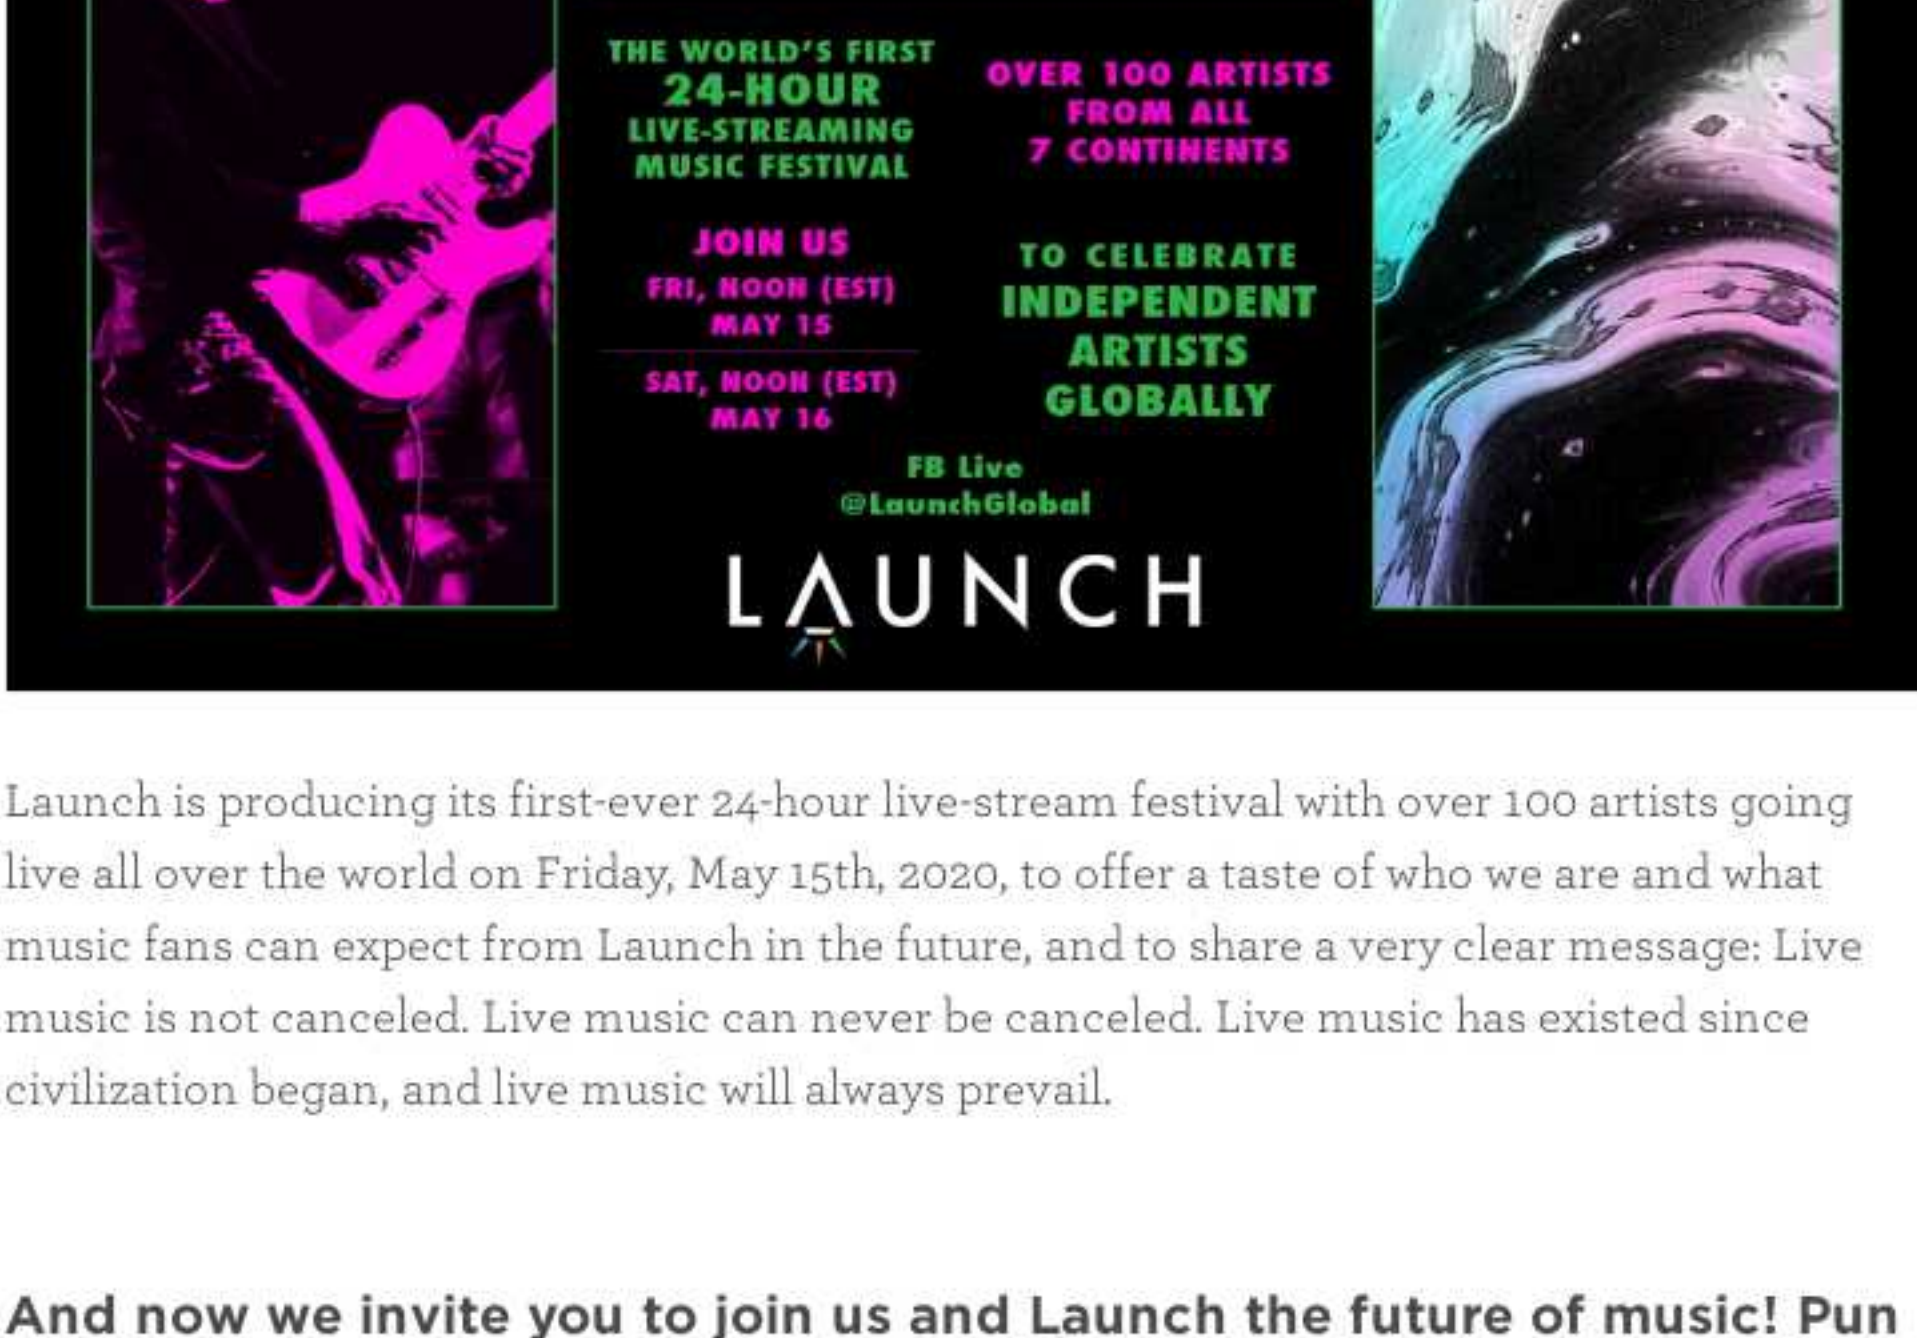 THE WORLD'S FIRST
24-HOUR
LIVE-STREAMING
MUSIC FESTIVAL
JOIN US
FRI, NOON (EST)
MAY 15
SAT, NOON (EST)
MAY 16
OVER 100 ARTISTS
FROM ALL
7 CONTINENTS
TO CELEBRATE
INDEPENDENT
ARTISTS
GLOBALLY
FB Live
@LaunchGlobal
LAUNCH
Launch is producing its first-ever 24-hour live-stream festival with over 100 artists going
live all over the world on Friday, May 15th, 2020, to offer a taste of who we are and what
music fans can expect from Launch in the future, and to share a very clear message: Live
music is not canceled. Live music can never be canceled. Live music has existed since
civilization began, and live music will always prevail.
And now we invite you to join us and Launch the future of music! Pun